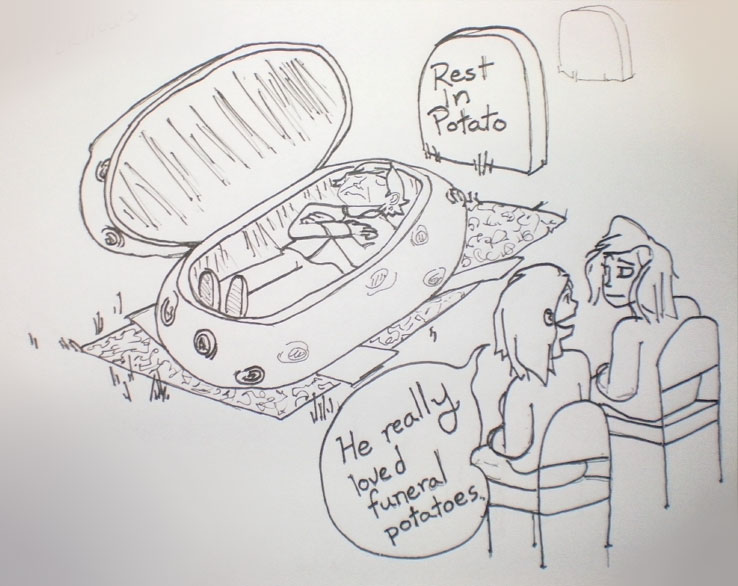 Rest
In
Potato
He really
loved
funeral
potatoes.